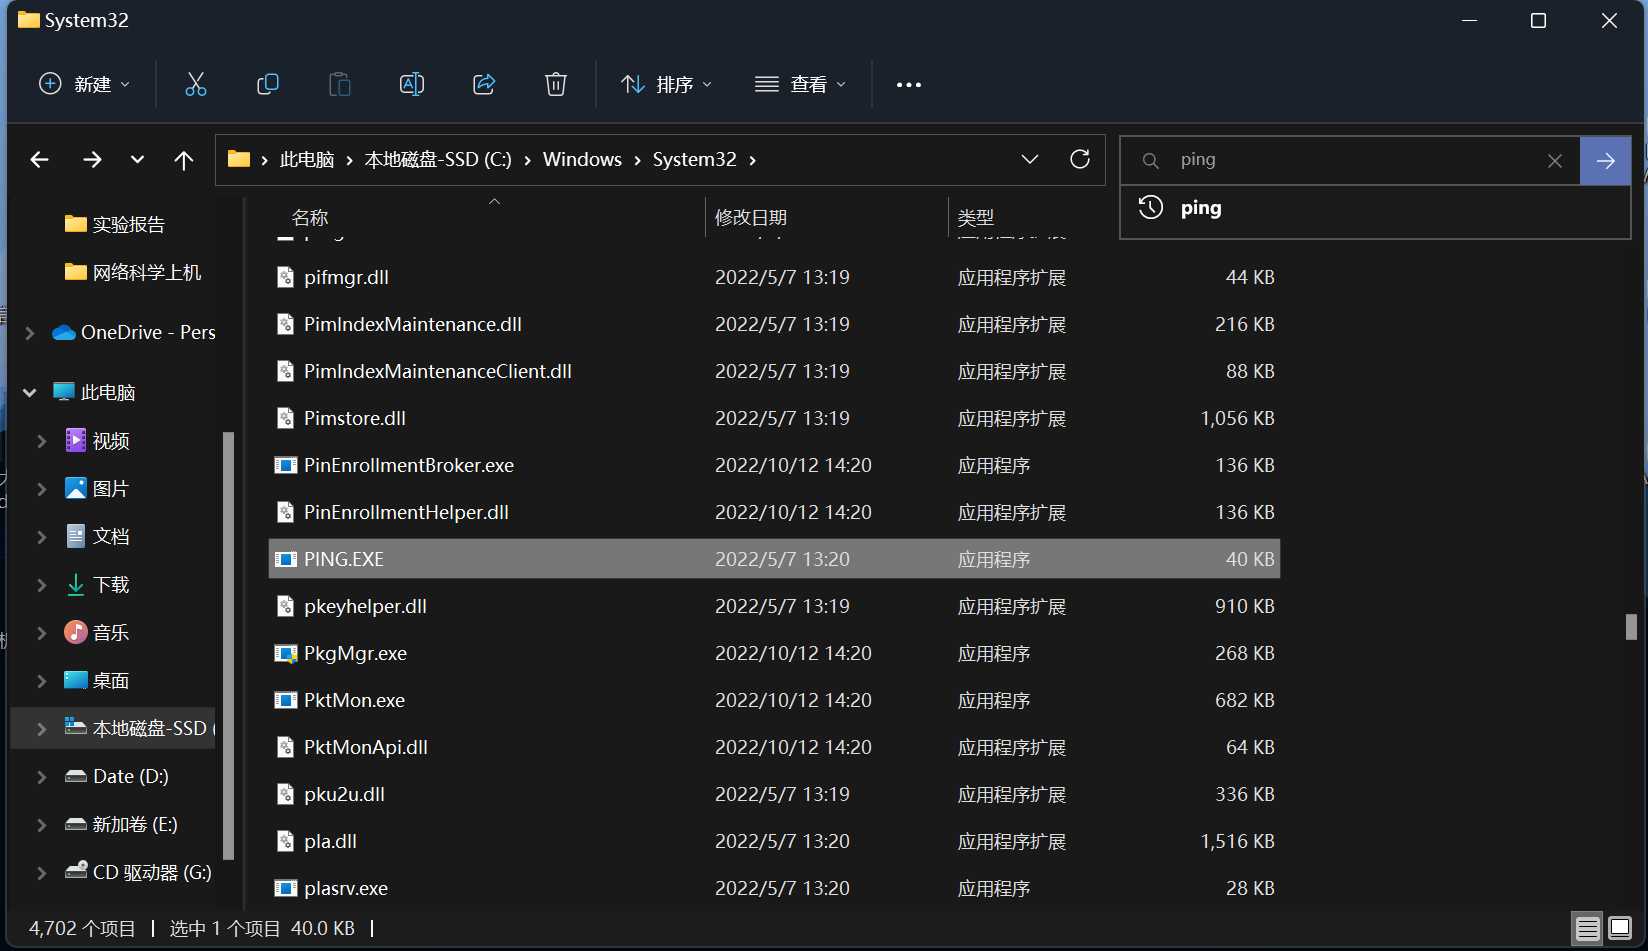 System32
新建
排序
查看
此电脑 本地磁盘-SSD (C:) Windows System32
ping
ping
实验报告
网络科学上机
OneDrive - Pers
此电脑
视频
图片
文档
下载
音乐
桌面
本地磁盘-SSD (
Date (D:)
新加卷 (E:)
CD 驱动器 (G:)
名称 修改日期 类型
pifmgr.dll 2022/5/7 13:19 应用程序扩展 44 KB
PimIndexMaintenance.dll 2022/5/7 13:19 应用程序扩展 216 KB
PimIndexMaintenanceClient.dll 2022/5/7 13:19 应用程序扩展 88 KB
Pimstore.dll 2022/5/7 13:19 应用程序扩展 1,056 KB
PinEnrollmentBroker.exe 2022/10/12 14:20 应用程序 136 KB
PinEnrollmentHelper.dll 2022/10/12 14:20 应用程序扩展 136 KB
PING.EXE 2022/5/7 13:20 应用程序 40 KB
pkeyhelper.dll 2022/5/7 13:19 应用程序扩展 910 KB
PkgMgr.exe 2022/10/12 14:20 应用程序 268 KB
PktMon.exe 2022/10/12 14:20 应用程序 682 KB
PktMonApi.dll 2022/10/12 14:20 应用程序扩展 64 KB
pku2u.dll 2022/5/7 13:19 应用程序扩展 336 KB
pla.dll 2022/5/7 13:20 应用程序扩展 1,516 KB
plasrv.exe 2022/5/7 13:20 应用程序 28 KB
4,702 个项目 | 选中 1 个项目 40.0 KB |